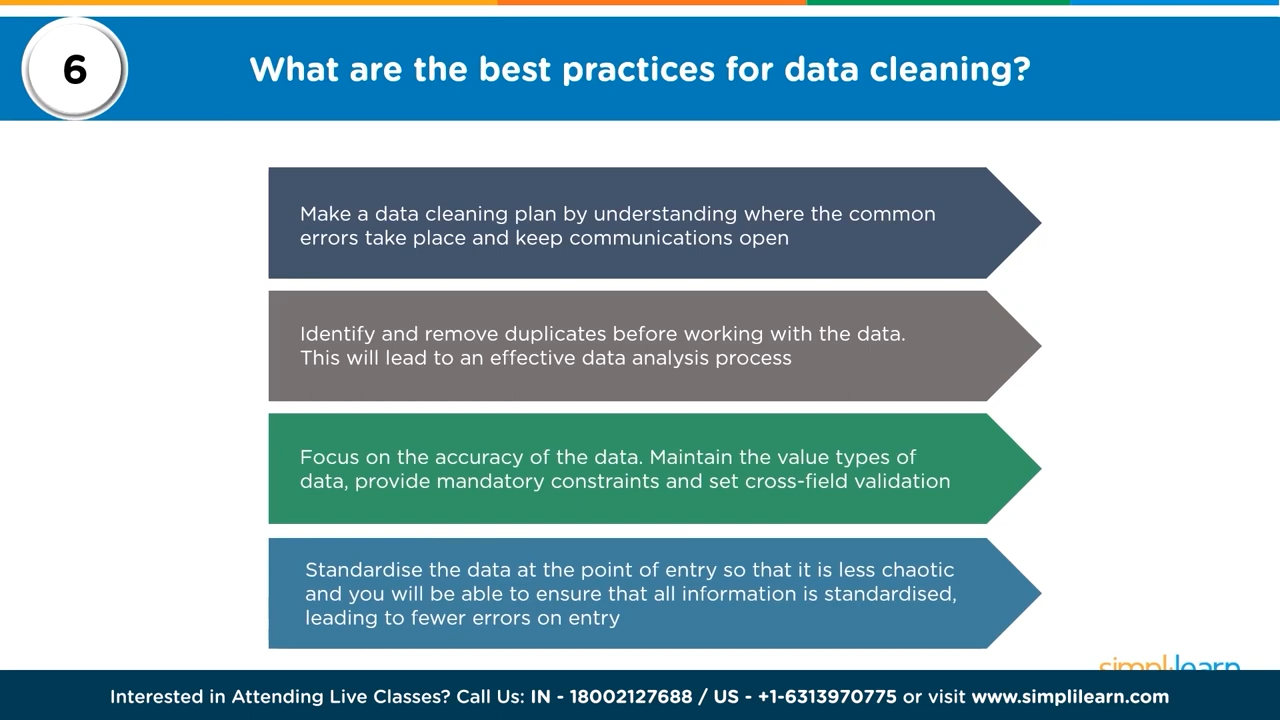 6
What are the best practices for data cleaning?
Make a data cleaning plan by understanding where the common
errors take place and keep communications open
Identify and remove duplicates before working with the data.
This will lead to an effective data analysis process
Focus on the accuracy of the data. Maintain the value types of
data, provide mandatory constraints and set cross-field validation
Standardise the data at the point of entry so that it is less chaotic
and you will be able to ensure that all information is standardised,
leading to fewer errors on entry
simplilearn
Interested in Attending Live Classes? Call Us: IN - 18002127688 / US - +1-6313970775 or visit www.simplilearn.com